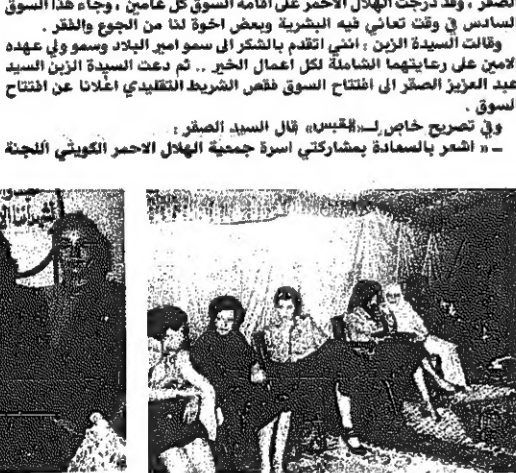 الصقر ، وقد درجت الهلال الاحمر على اقامة السوق كل عامين ، وجاء هذا السوق
السادس في وقت تعاني فيه البشرية وبعض اخوة لنا من الجوع والفقر .
وقالت السيدة الزبن : انني اتقدم بالشكر الى سمو امير البلاد وسمو ولي عهده
الامين على رعايتهما الشاملة لكل اعمال الخير .. ثم دعت السيدة الزبن السيد
عبد العزيز الصقر الى افتتاح السوق فقص الشريط التقليدي اعلانا عن افتتاح
السوق .
وفي تصريح خاص لـ«القبس» قال السيد الصقر :
ـ « اشعر بالسعادة بمشاركتي اسرة جمعية الهلال الاحمر الكويتي اللجنة